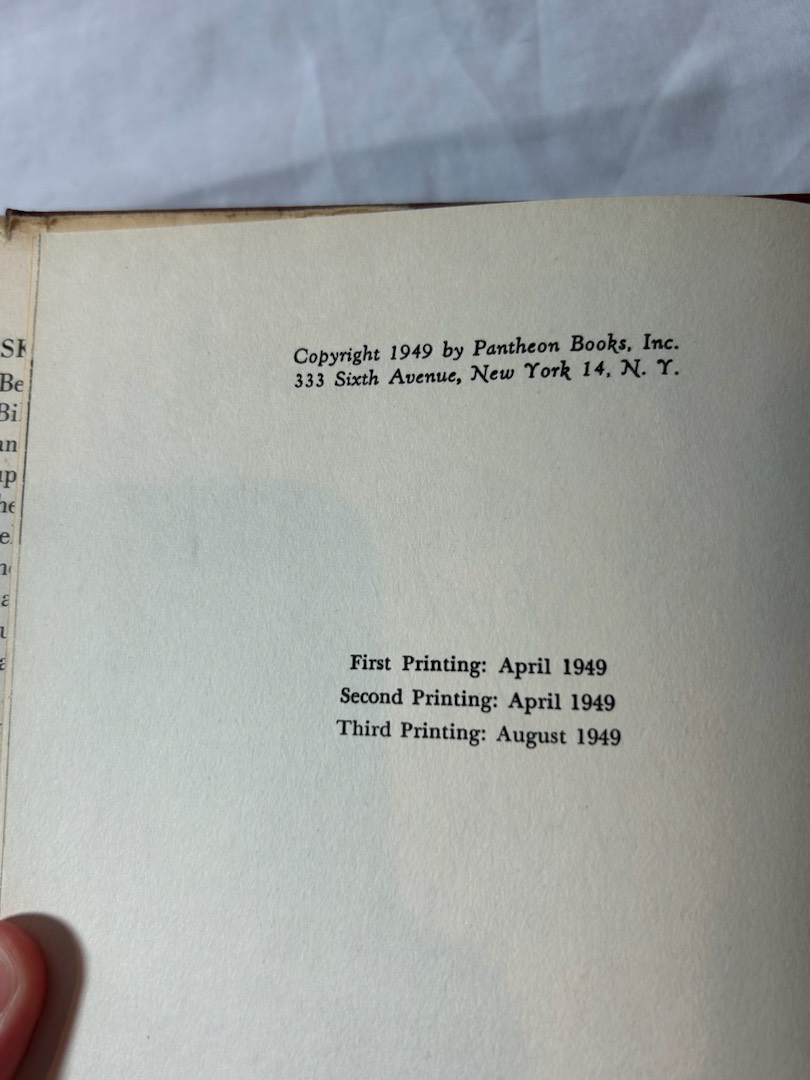 Copyright 1949 by Pantheon Books, Inc.
333 Sixth Avenue, New York 14, N. Y.
First Printing: April 1949
Second Printing: April 1949
Third Printing: August 1949